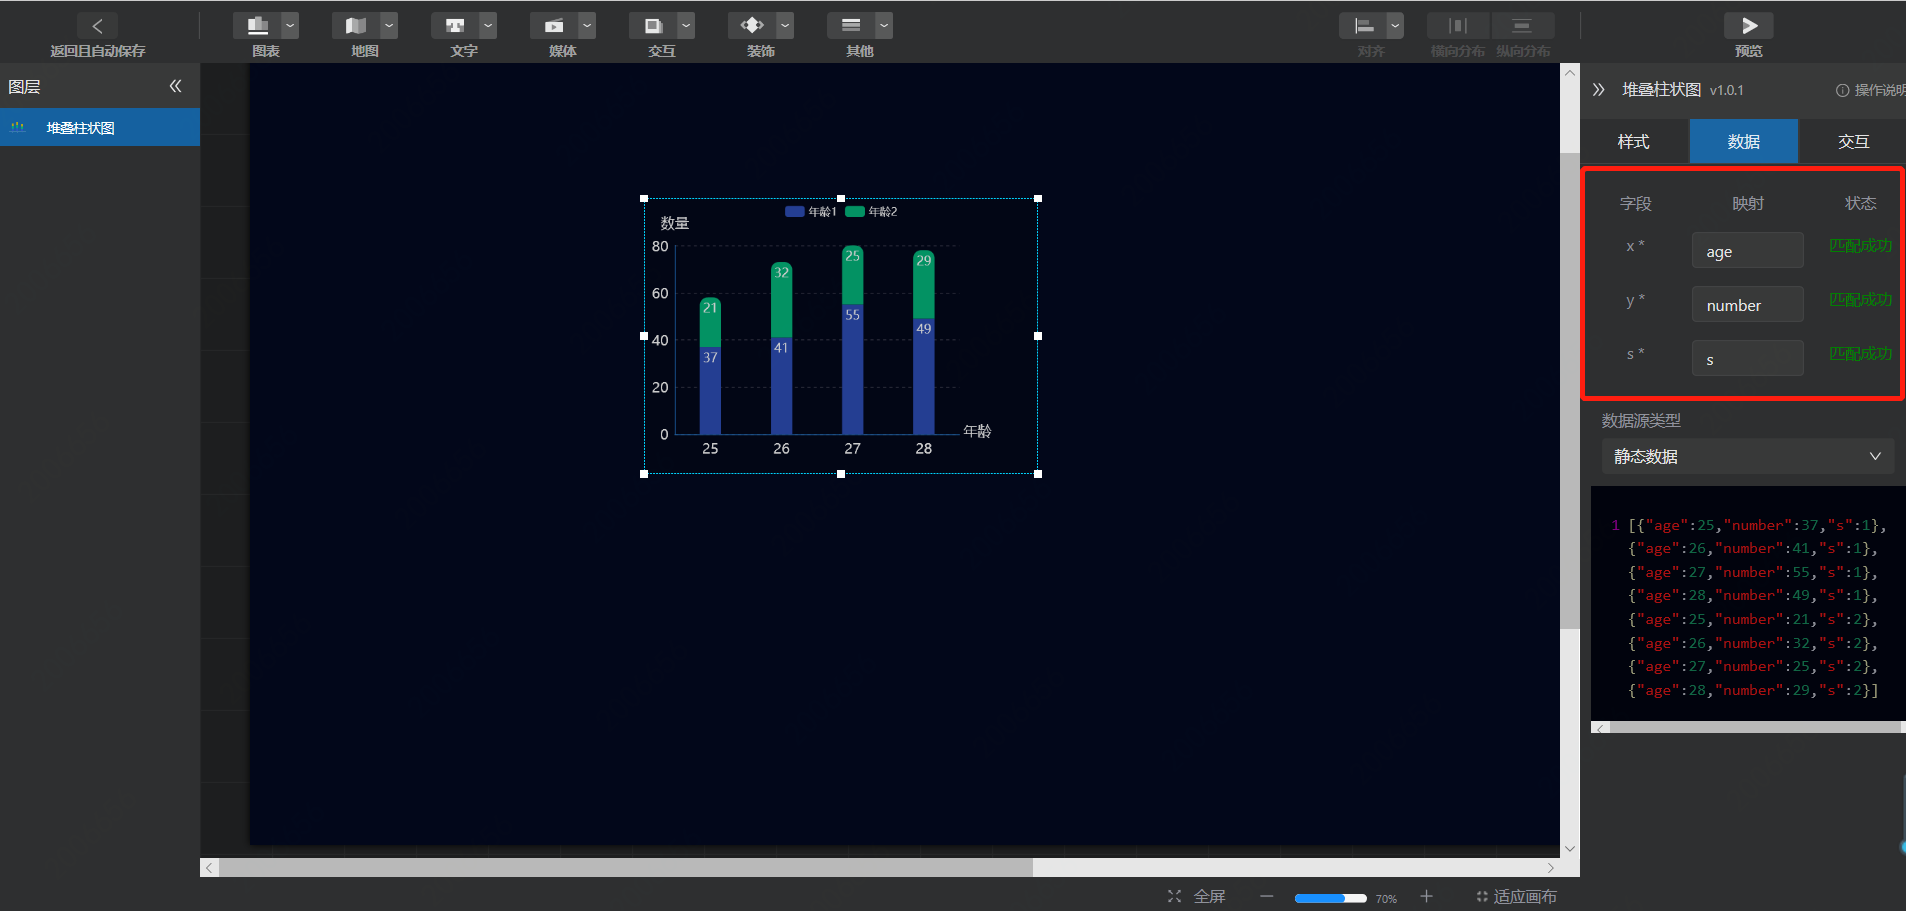 返回且自动保存
图表
地图
文字
媒体
交互
装饰
其他
对齐
横向分布
纵向分布
预览
图层
堆叠柱状图
年龄1 年龄2
数量
80
60
40
20
0
21
32
25
29
37
41
55
49
25 26 27 28
年龄
堆叠柱状图 v1.0.1
操作说明
样式 数据 交互
字段 映射 状态
x * age 匹配成功
y * number 匹配成功
s * s 匹配成功
数据源类型
静态数据
1 [{"age":25,"number":37,"s":1},
{"age":26,"number":41,"s":1},
{"age":27,"number":55,"s":1},
{"age":28,"number":49,"s":1},
{"age":25,"number":21,"s":2},
{"age":26,"number":32,"s":2},
{"age":27,"number":25,"s":2},
{"age":28,"number":29,"s":2}]
全屏 70% 适应画布